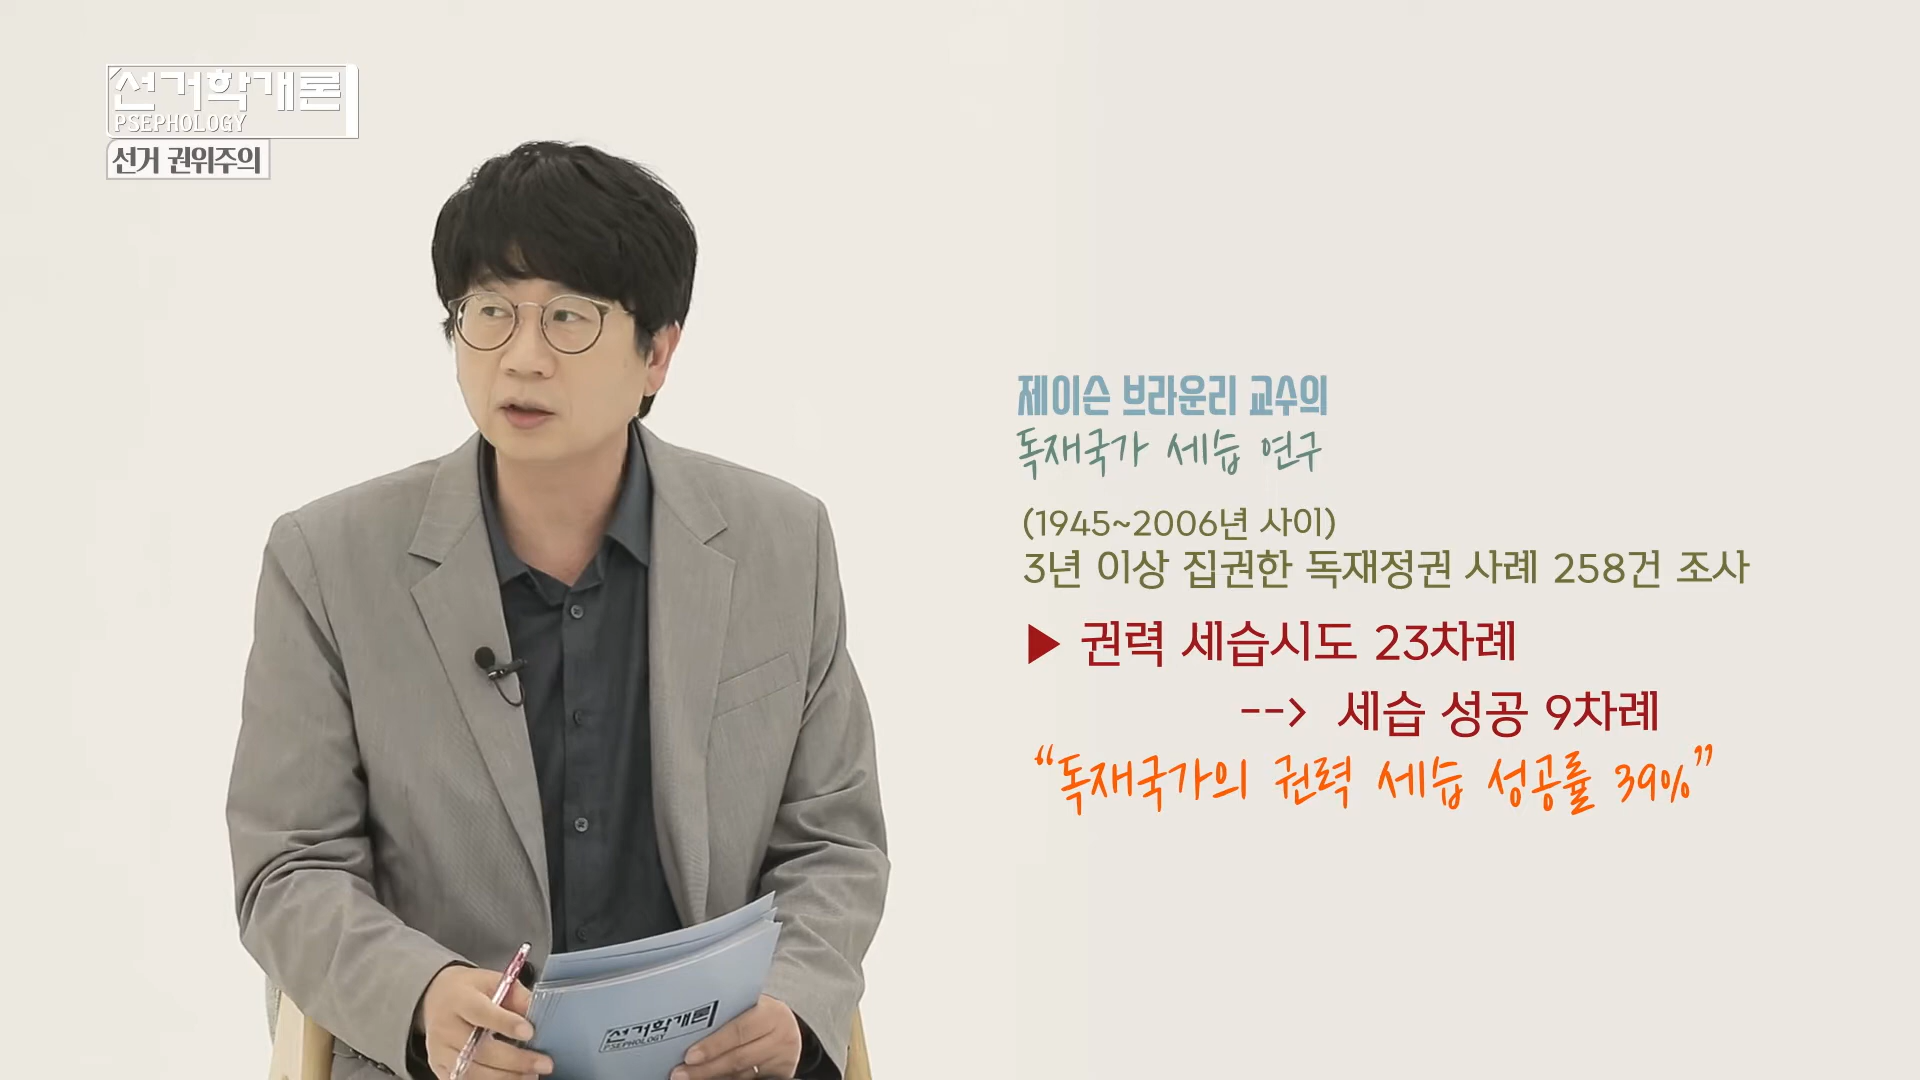 선거학개론
PSEPHOLOGY
선거 권위주의
제이슨 브라운리 교수의
독재국가 세습 연구
(1945~2006년 사이)
3년 이상 집권한 독재정권 사례 258건 조사
▶ 권력 세습시도 23차례
--> 세습 성공 9차례
“독재국가의 권력 세습 성공률 39%”
선거학개론
PSEPHOLOGY